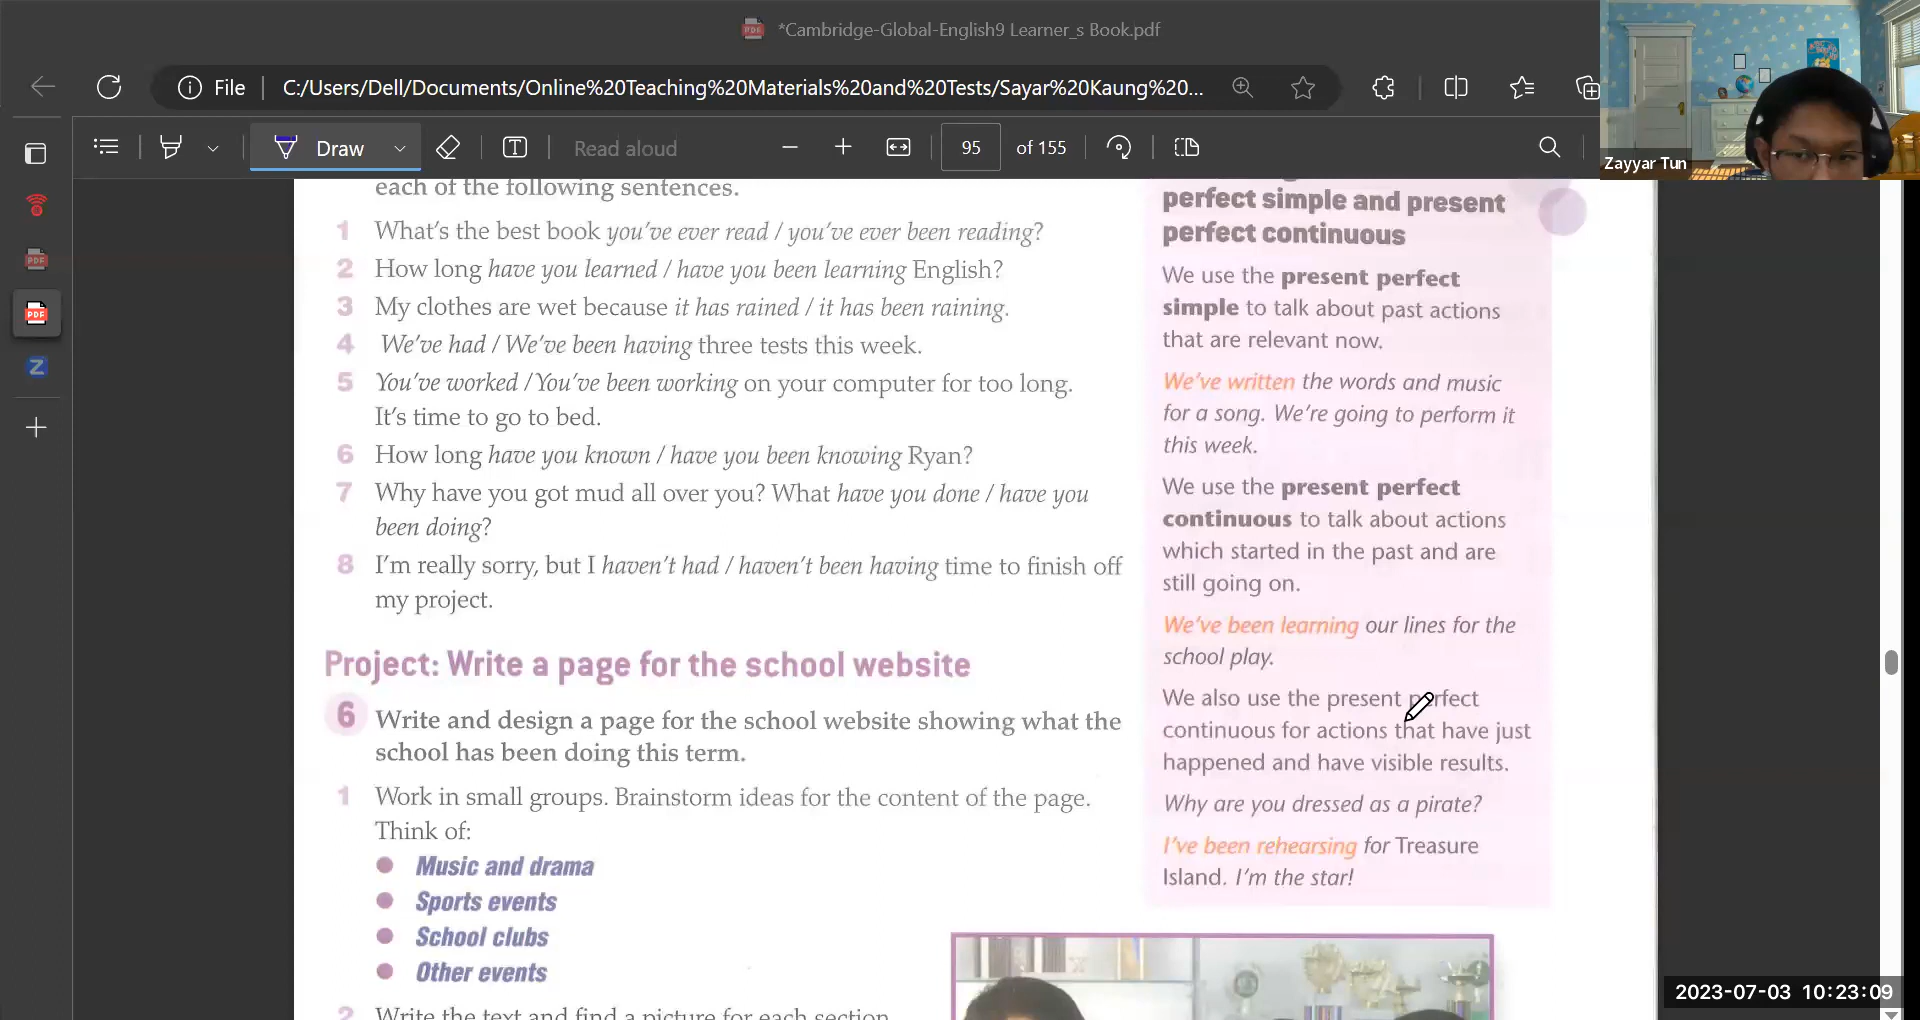 *Cambridge-Global-English9 Learner_s Book.pdf
File
C:/Users/Dell/Documents/Online%20Teaching%20Materials%20and%20Tests/Sayar%20Kaung%20...
Draw
Read aloud
95 of 155
Zayyar Tun
each of the following sentences.
1 What's the best book you've ever read / you've ever been reading?
2 How long have you learned / have you been learning English?
3 My clothes are wet because it has rained / it has been raining.
4 We've had / We've been having three tests this week.
5 You've worked / You've been working on your computer for too long.
It's time to go to bed.
6 How long have you known / have you been knowing Ryan?
7 Why have you got mud all over you? What have you done / have you
been doing?
8 I'm really sorry, but I haven't had / haven't been having time to finish off
my project.
Project: Write a page for the school website
6 Write and design a page for the school website showing what the
school has been doing this term.
1 Work in small groups. Brainstorm ideas for the content of the page.
Think of:
Music and drama
Sports events
School clubs
Other events
2 Write the text and find a picture for each section
perfect simple and present
perfect continuous
We use the present perfect
simple to talk about past actions
that are relevant now.
We've written the words and music
for a song. We're going to perform it
this week.
We use the present perfect
continuous to talk about actions
which started in the past and are
still going on.
We've been learning our lines for the
school play.
We also use the present perfect
continuous for actions that have just
happened and have visible results.
Why are you dressed as a pirate?
I've been rehearsing for Treasure
Island. I'm the star!
2023-07-03 10:23:09